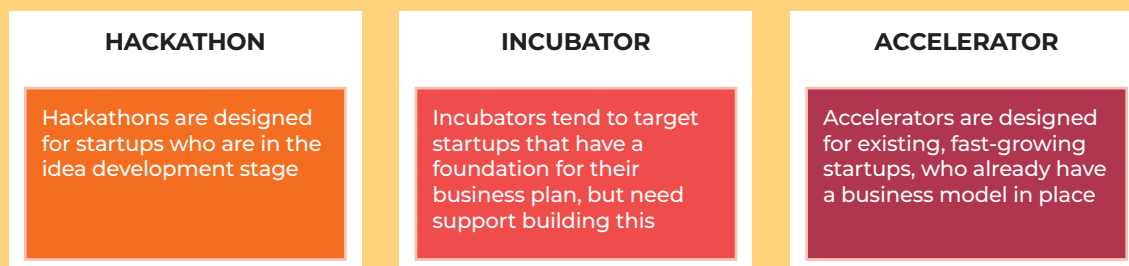 HACKATHON
Hackathons are designed
for startups who are in the
idea development stage
INCUBATOR
Incubators tend to target
startups that have a
foundation for their
business plan, but need
support building this
ACCELERATOR
Accelerators are designed
for existing, fast-growing
startups, who already have
a business model in place